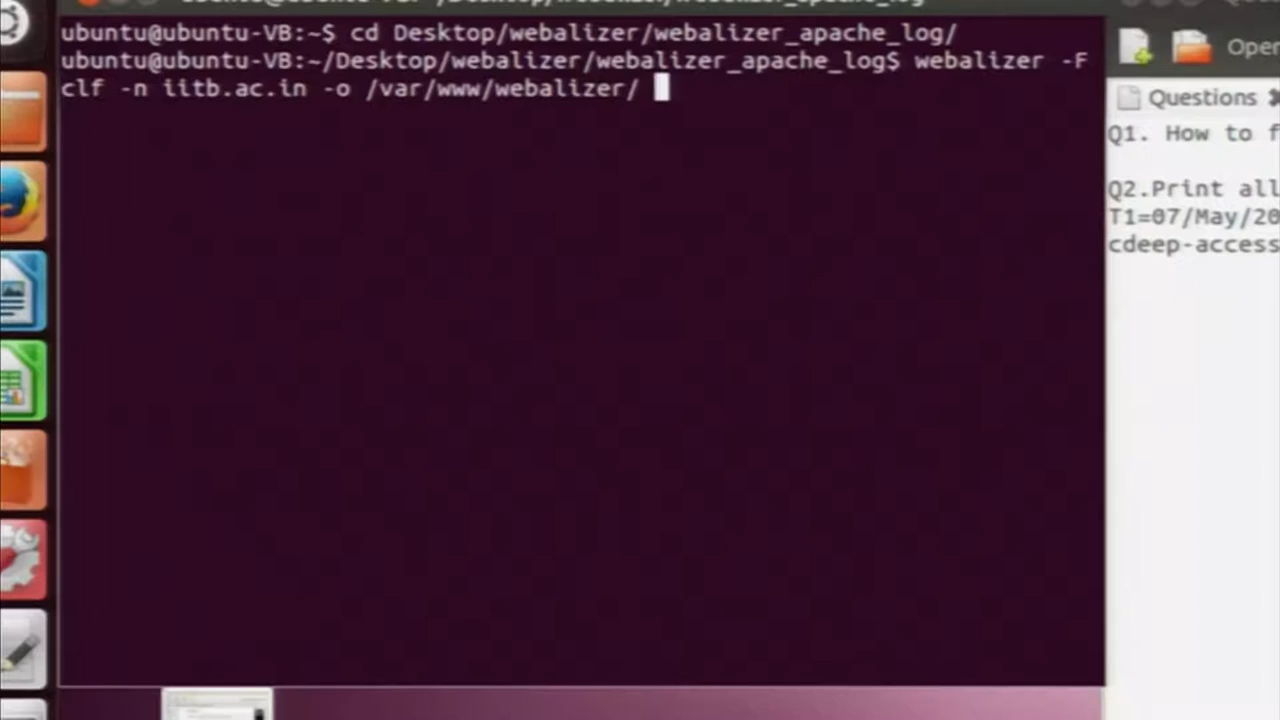 ubuntu@ubuntu-VB:~$ cd Desktop/webalizer/webalizer_apache_log/
ubuntu@ubuntu-VB:~/Desktop/webalizer/webalizer_apache_log$ webalizer -F
clf -n iitb.ac.in -o /var/www/webalizer/
Open
Questions
Q1. How to f
Q2.Print all
T1=07/May/20
cdeep-access